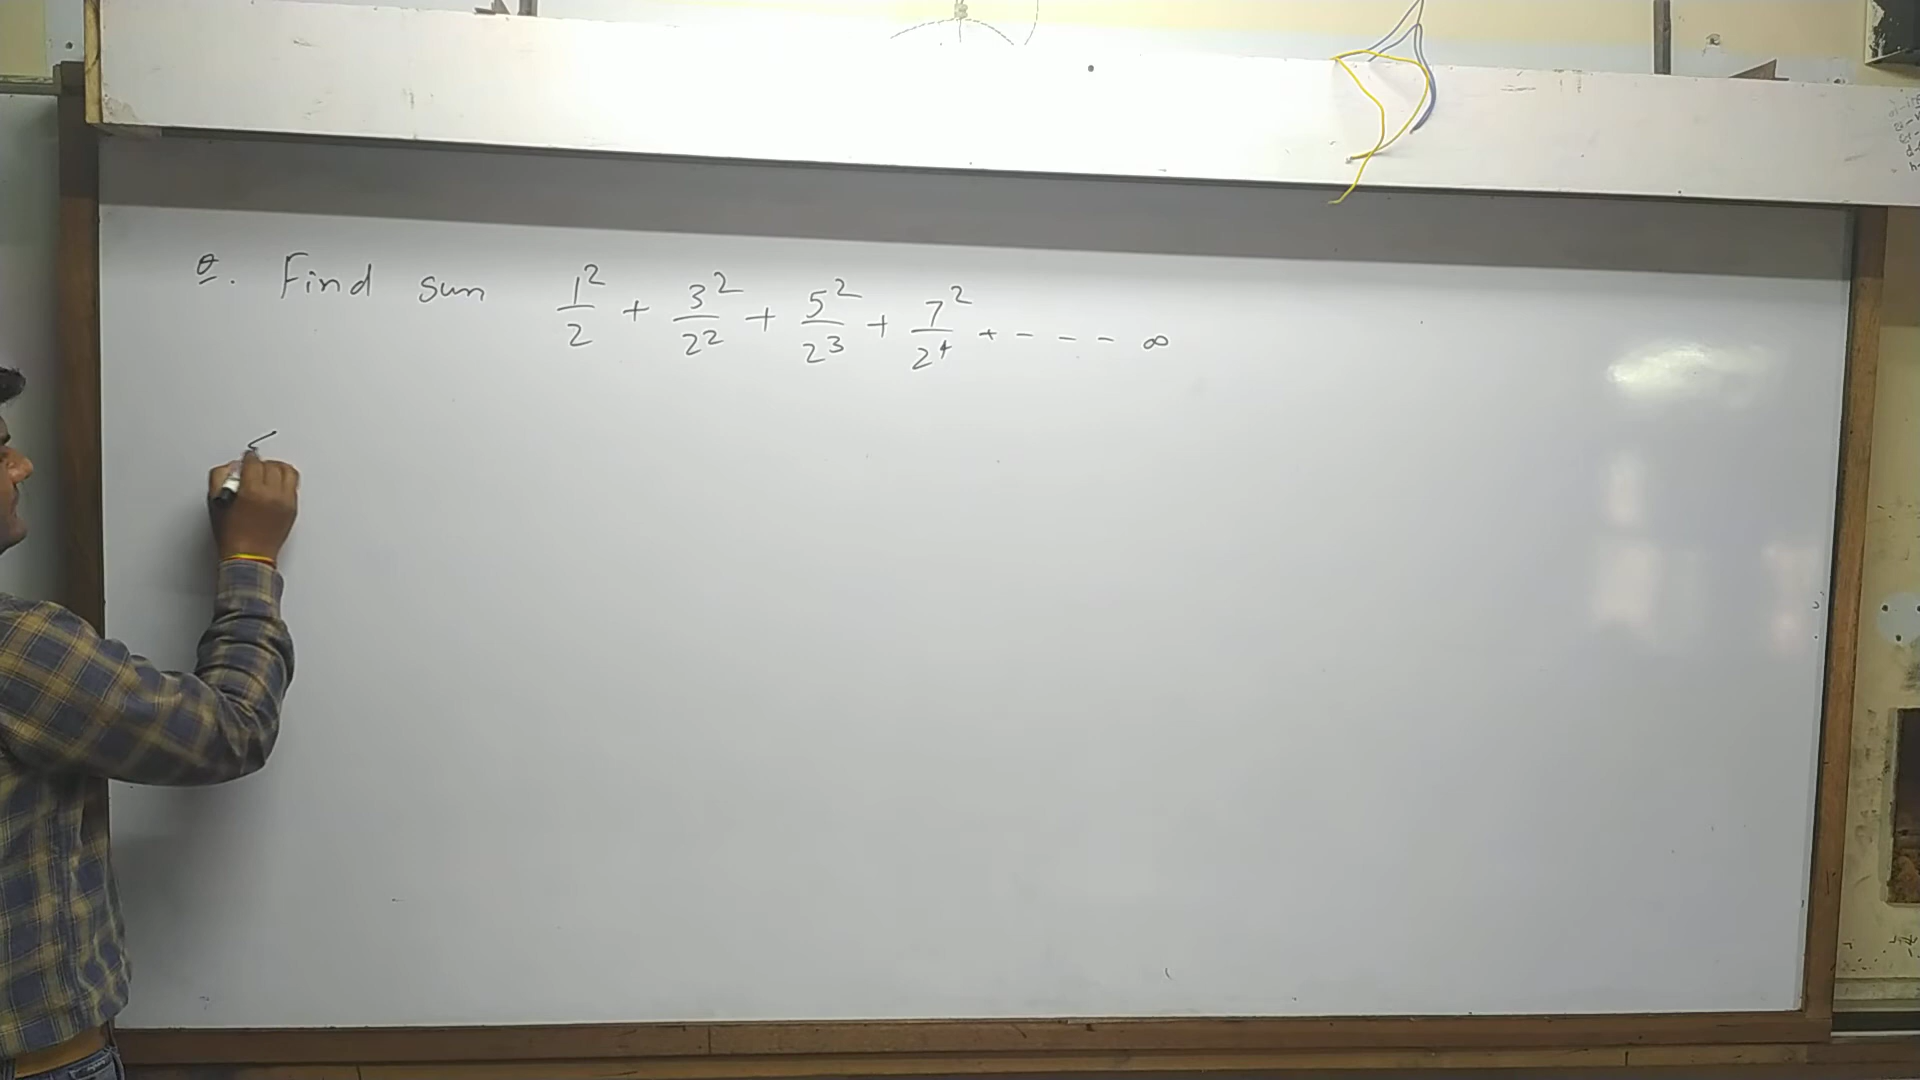 Q. Find sum 1²/2 + 3²/2² + 5²/2³ + 7²/2⁴ + - - - ∞